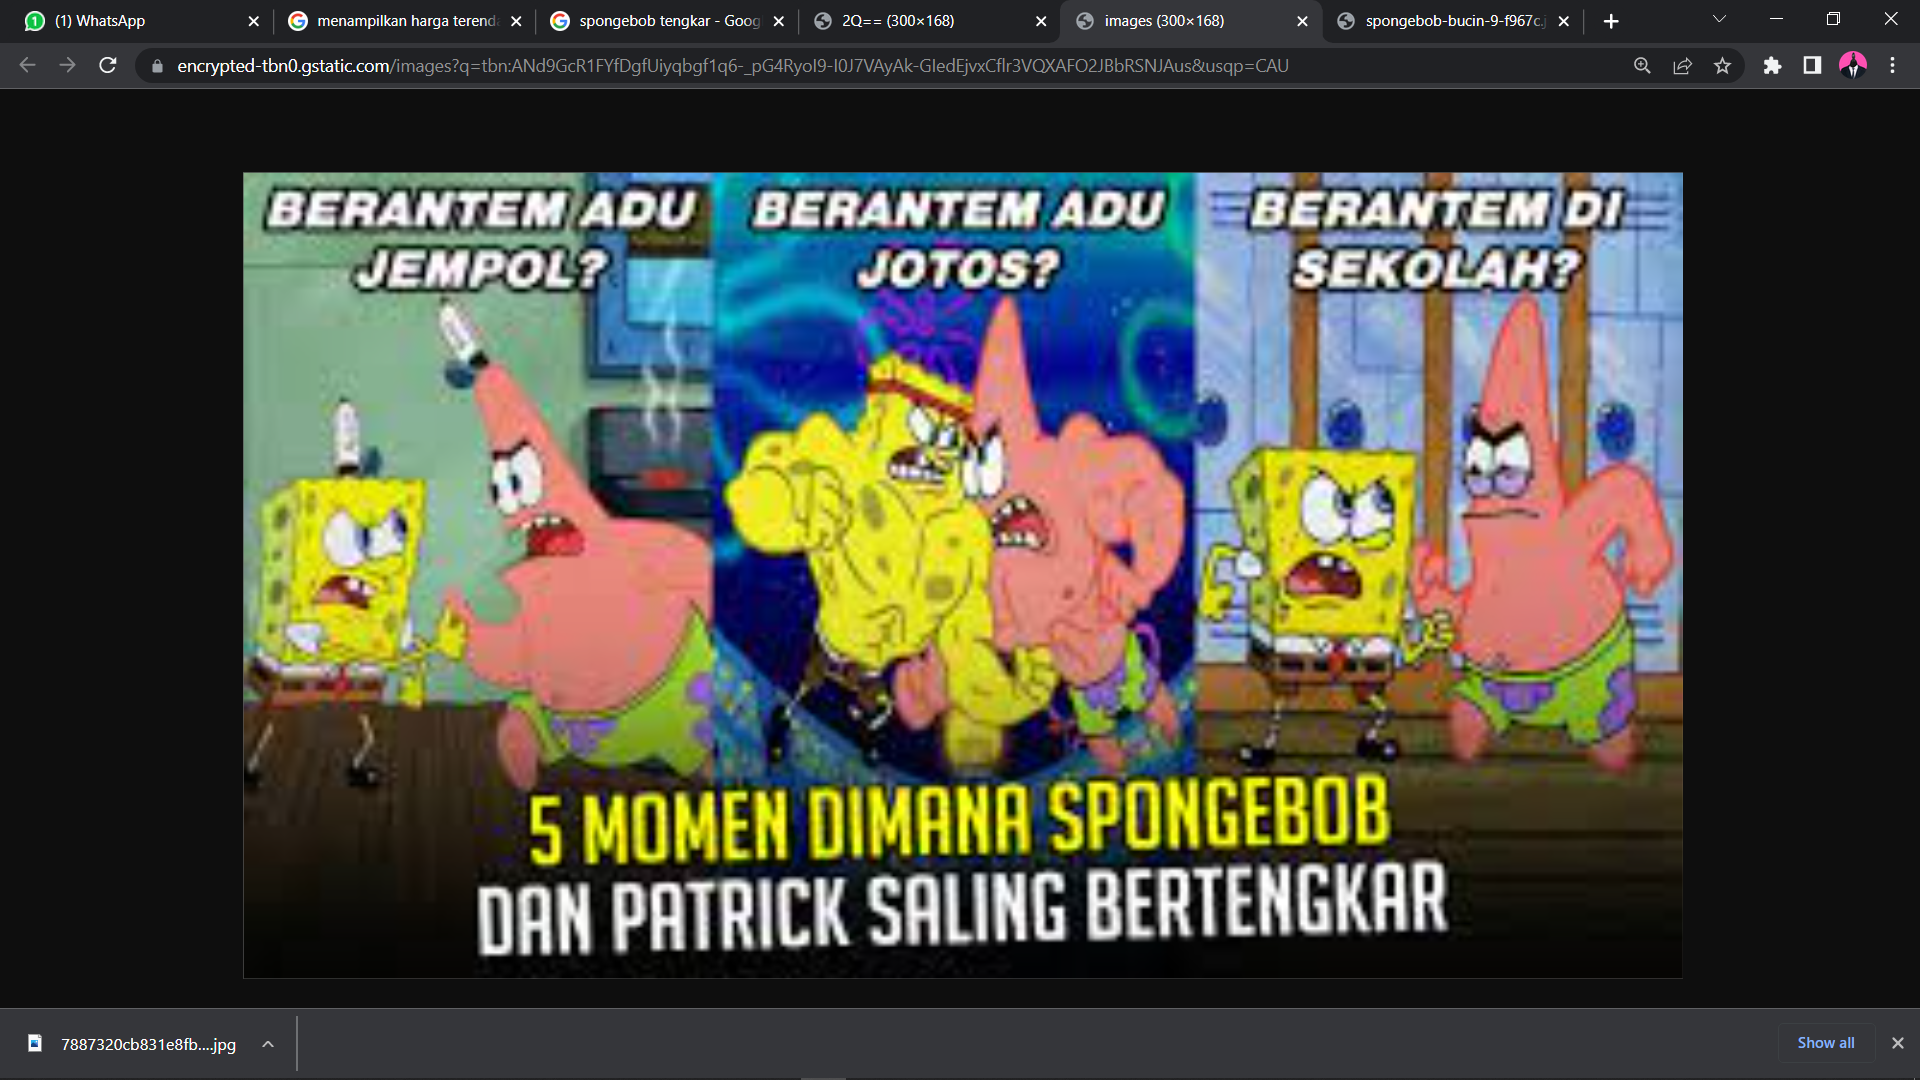 (1) WhatsApp
menampilkan harga terend
spongebob tengkar - Goog
2Q== (300×168)
images (300×168)
spongebob-bucin-9-f967c.j
encrypted-tbn0.gstatic.com/images?q=tbn:ANd9GcR1FYfDgfUiyqbgf1q6-_pG4RyoI9-I0J7VAyAk-GIedEjvxCflr3VQXAFO2JBbRSNJAus&usqp=CAU
BERANTEM ADU
JEMPOL?
BERANTEM ADU
JOTOS?
BERANTEM DI
SEKOLAH?
5 MOMEN DIMANA SPONGEBOB
DAN PATRICK SALING BERTENGKAR
7887320cb831e8fb....jpg
Show all